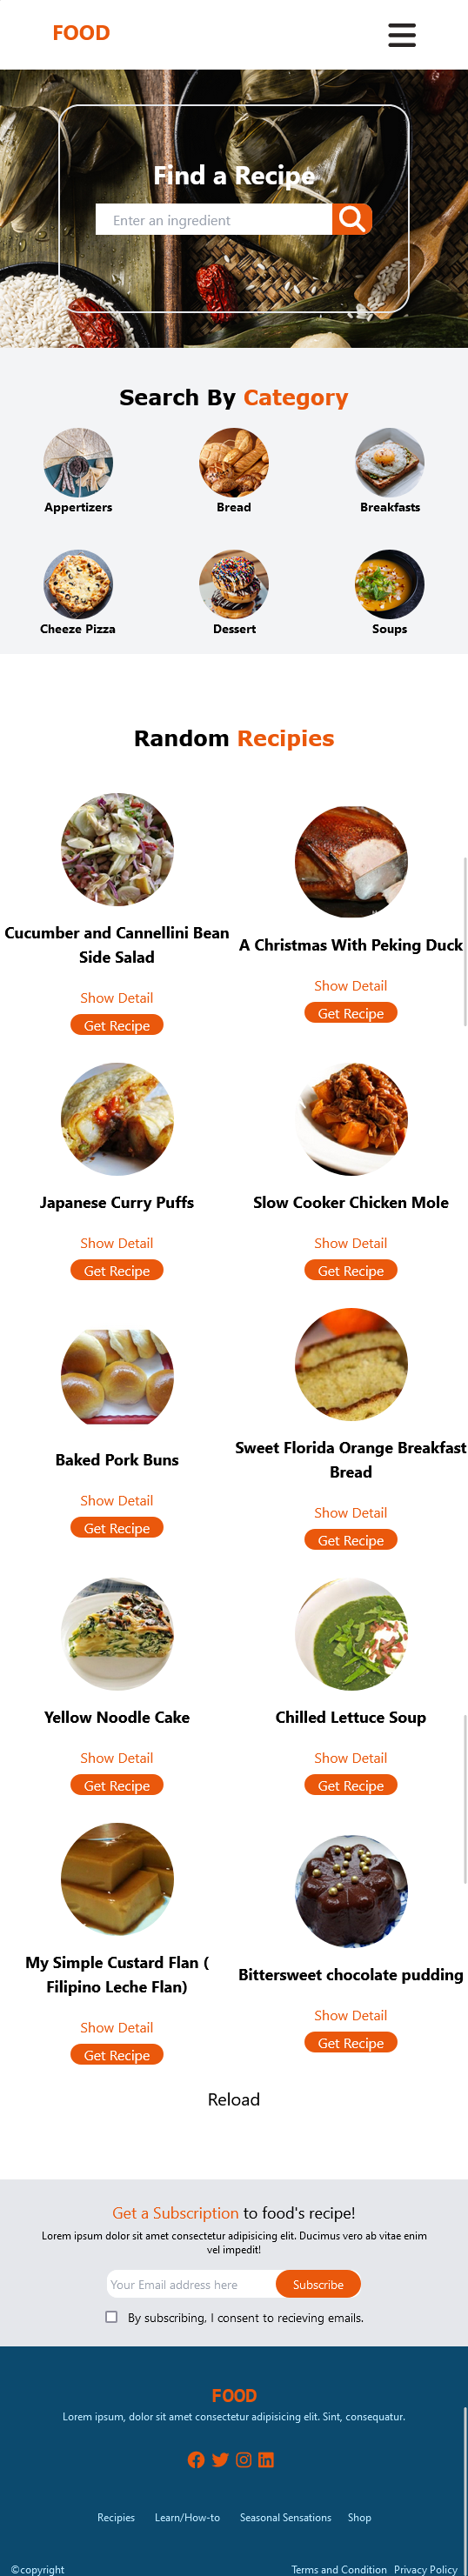 FOOD
Find a Recipe
Enter an ingredient
Search By Category
Appertizers
Bread
Breakfasts
Cheeze Pizza
Dessert
Soups
Random Recipies
Cucumber and Cannellini Bean
Side Salad
Show Detail
Get Recipe
A Christmas With Peking Duck
Show Detail
Get Recipe
Japanese Curry Puffs
Show Detail
Get Recipe
Slow Cooker Chicken Mole
Show Detail
Get Recipe
Baked Pork Buns
Show Detail
Get Recipe
Sweet Florida Orange Breakfast
Bread
Show Detail
Get Recipe
Yellow Noodle Cake
Show Detail
Get Recipe
Chilled Lettuce Soup
Show Detail
Get Recipe
My Simple Custard Flan (
Filipino Leche Flan)
Show Detail
Get Recipe
Bittersweet chocolate pudding
Show Detail
Get Recipe
Reload
Get a Subscription to food's recipe!
Lorem ipsum dolor sit amet consectetur adipisicing elit. Ducimus vero ab vitae enim
vel impedit!
Your Email address here
Subscribe
By subscribing, I consent to recieving emails.
FOOD
Lorem ipsum, dolor sit amet consectetur adipisicing elit. Sint, consequatur.
Recipies Learn/How-to Seasonal Sensations Shop
©copyright Terms and Condition Privacy Policy